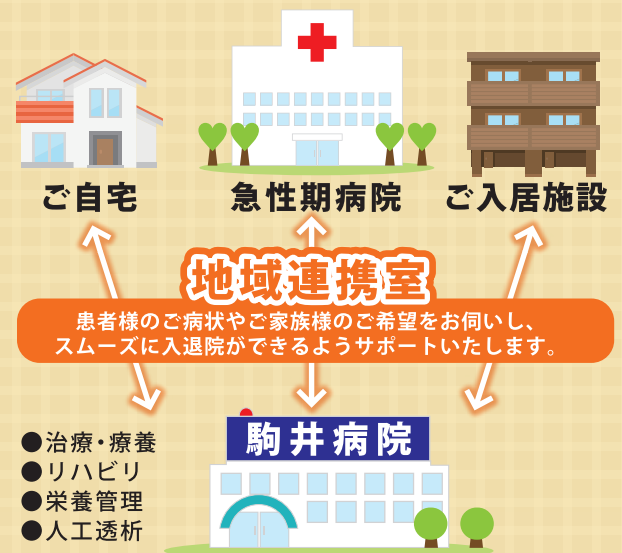 ご自宅
急性期病院
ご入居施設
地域連携室
患者様のご病状やご家族様のご希望をお伺いし、
スムーズに入退院ができるようサポートいたします。
駒井病院
●治療・療養
●リハビリ
●栄養管理
●人工透析